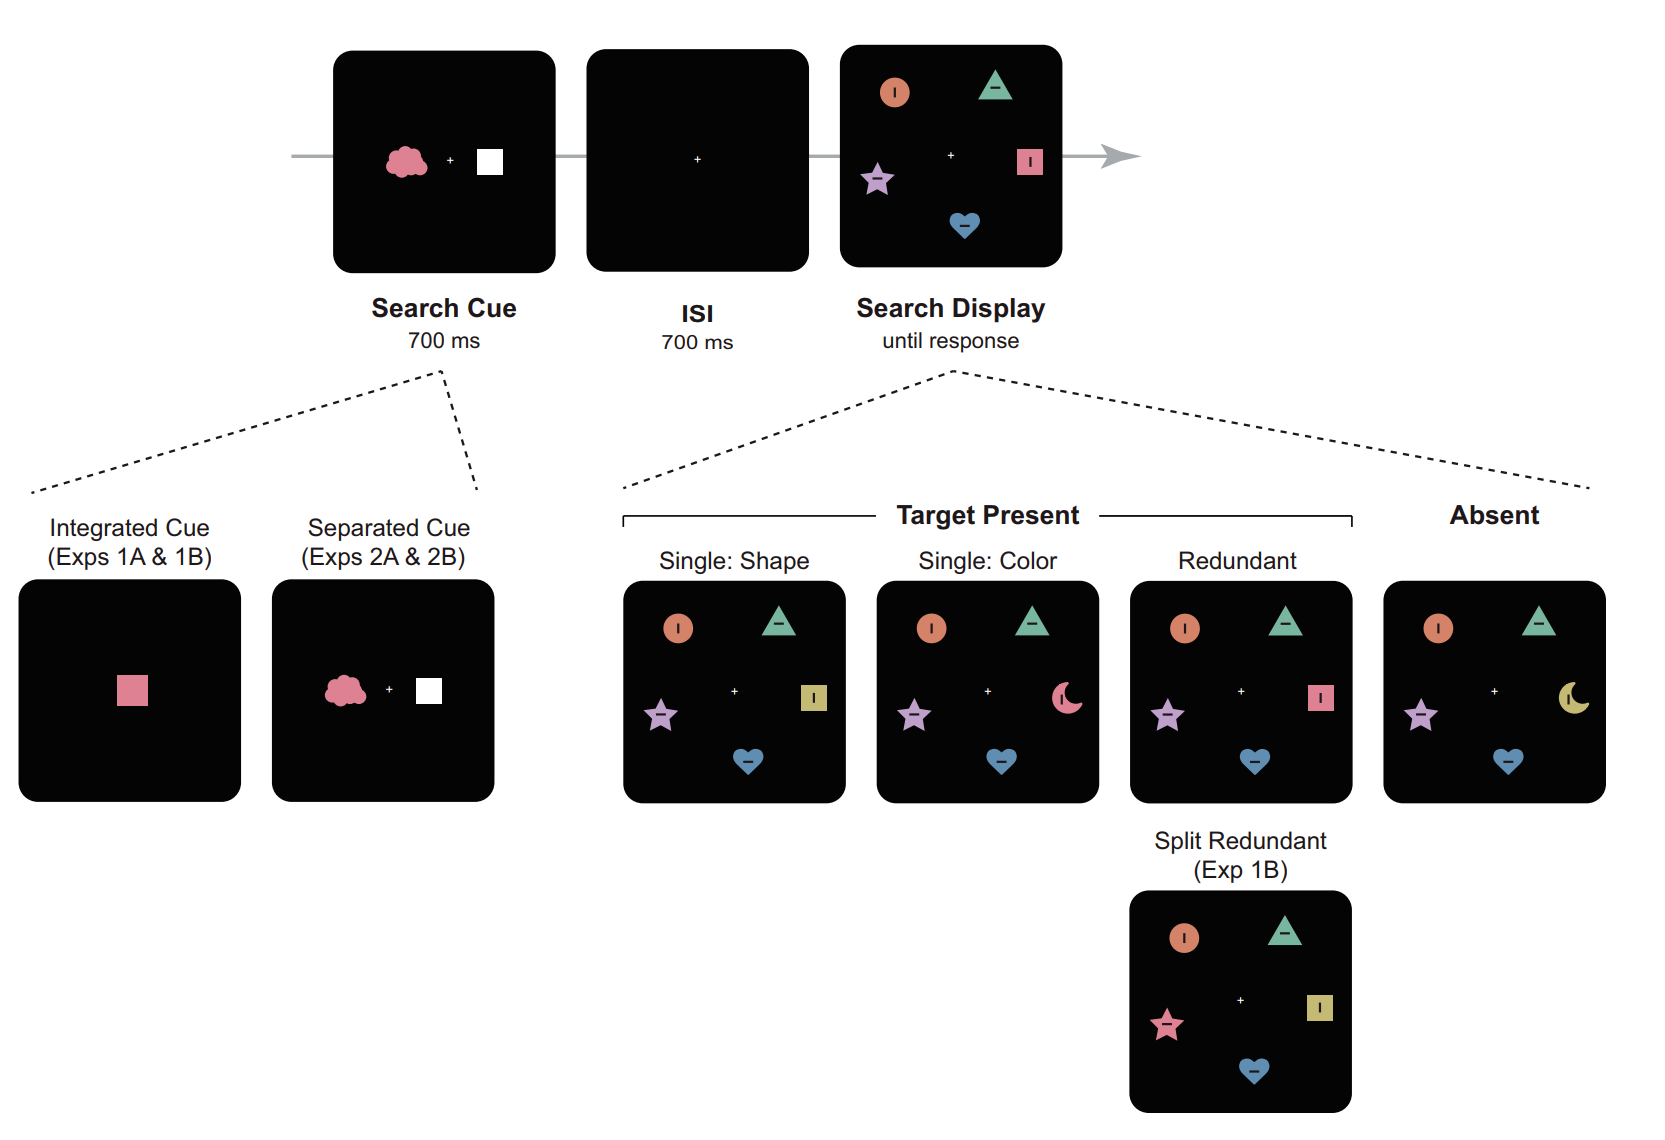 Search Cue
700 ms
ISI
700 ms
Search Display
until response
Integrated Cue
(Exps 1A & 1B)
Separated Cue
(Exps 2A & 2B)
Target Present
Absent
Single: Shape
Single: Color
Redundant
Split Redundant
(Exp 1B)